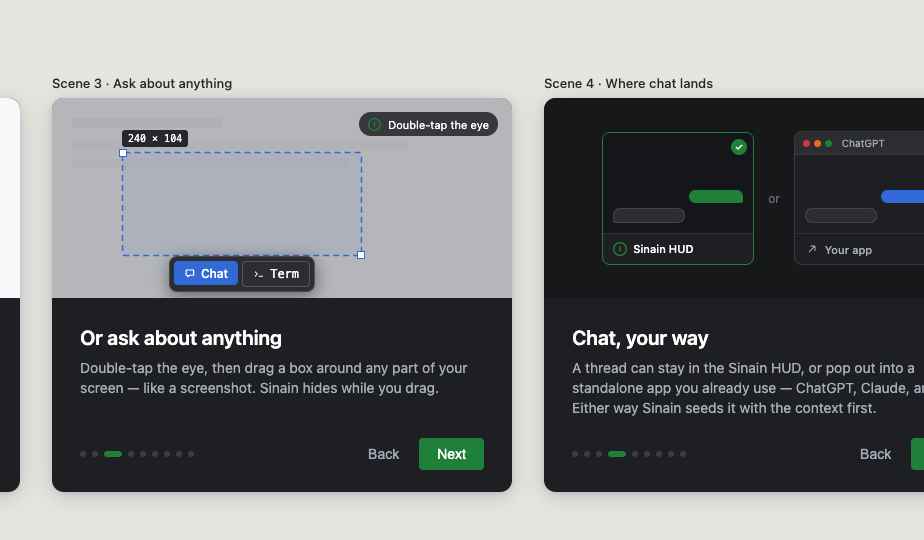 Scene 3 · Ask about anything
Double-tap the eye
240 × 104
Chat
Term
Or ask about anything
Double-tap the eye, then drag a box around any part of your
screen — like a screenshot. Sinain hides while you drag.
Back
Next
Scene 4 · Where chat lands
ChatGPT
or
Sinain HUD
Your app
Chat, your way
A thread can stay in the Sinain HUD, or pop out into a
standalone app you already use — ChatGPT, Claude,
Either way Sinain seeds it with the context first.
Back